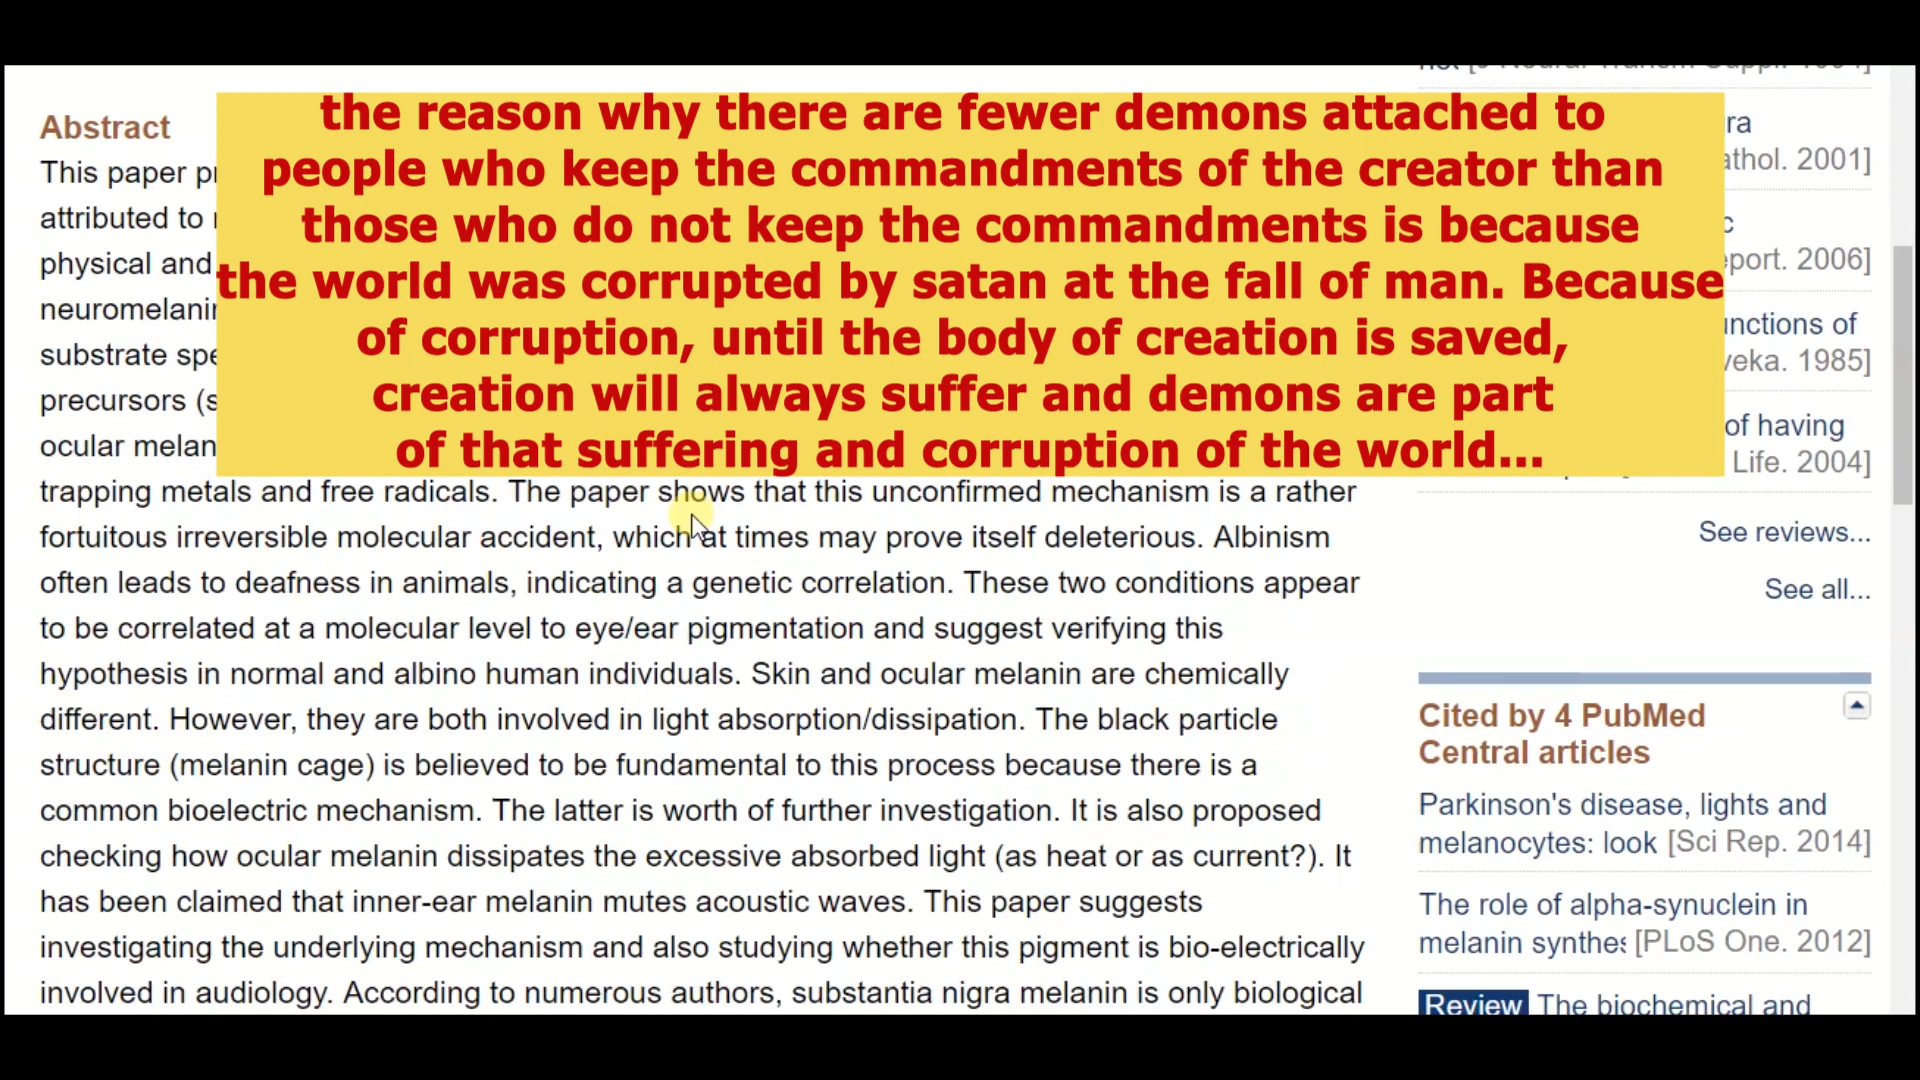 the reason why there are fewer demons attached to
people who keep the commandments of the creator than
those who do not keep the commandments is because
the world was corrupted by satan at the fall of man. Because
of corruption, until the body of creation is saved,
creation will always suffer and demons are part
of that suffering and corruption of the world...
Abstract
This paper
attributed to
physical and
substrate
precursors
ocular
trapping metals and free radicals. The paper shows that this unconfirmed mechanism is a rather
fortuitous irreversible molecular accident, which at times may prove itself deleterious. Albinism
often leads to deafness in animals, indicating a genetic correlation. These two conditions appear
to be correlated at a molecular level to eye/ear pigmentation and suggest verifying this
hypothesis in normal and albino human individuals. Skin and ocular melanin are chemically
different. However, they are both involved in light absorption/dissipation. The black particle
structure (melanin cage) is believed to be fundamental to this process because there is a
common bioelectric mechanism. The latter is worth of further investigation. It is also proposed
checking how ocular melanin dissipates the excessive absorbed light (as heat or as current?). It
has been claimed that inner-ear melanin mutes acoustic waves. This paper suggests
investigating the underlying mechanism and also studying whether this pigment is bio-electrically
involved in audiology. According to numerous authors, substantia nigra melanin is only biological
2001]
2006]
of
1985]
of having
Life. 2004]
See reviews...
See all...
Cited by 4 PubMed
Central articles
Parkinson's disease, lights and
melanocytes: look [Sci Rep. 2014]
The role of alpha-synuclein in
melanin [PLoS One. 2012]
Review The biochemical and